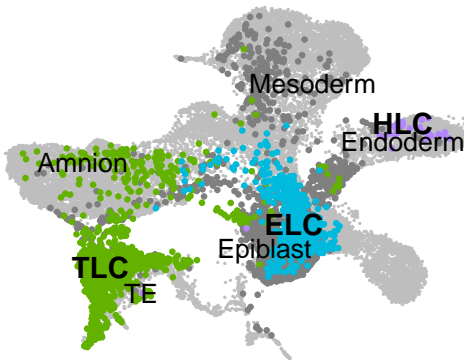 Mesoderm
HLC
Endoderm
Amnion
ELC
Epiblast
TLC
TE